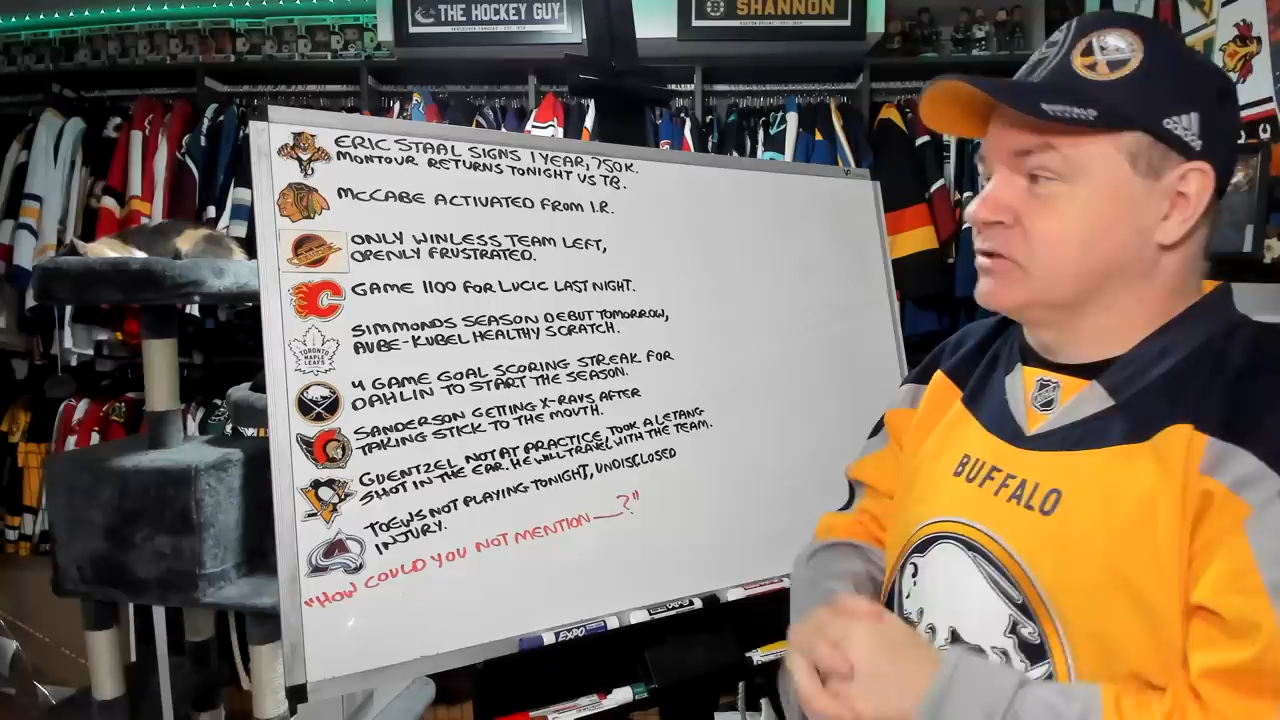 THE HOCKEY GUY
SHANNON
ERIC STAAL SIGNS 1 YEAR, 750K.
MONTOUR RETURNS TONIGHT VS TB.
MCCABE ACTIVATED FROM I.R.
ONLY WINLESS TEAM LEFT,
OPENLY FRUSTRATED.
GAME 1100 FOR LUCIC LAST NIGHT.
SIMMONDS SEASON DEBUT TOMORROW,
AUBE-KUBEL HEALTHY SCRATCH.
TORONTO
MAPLE
LEAFS
4 GAME GOAL SCORING STREAK FOR
DAHLIN TO START THE SEASON.
SANDERSON GETTING X-RAYS AFTER
TAKING STICK TO THE MOUTH.
GUENTZEL NOT AT PRACTICE, TOOK A LETANG
SHOT IN THE EAR. HE WILL TRAVEL WITH THE TEAM.
TOEWS NOT PLAYING TONIGHT, UNDISCLOSED
INJURY.
"HOW COULD YOU NOT MENTION __?"
EXPO
BUFFALO
NHL